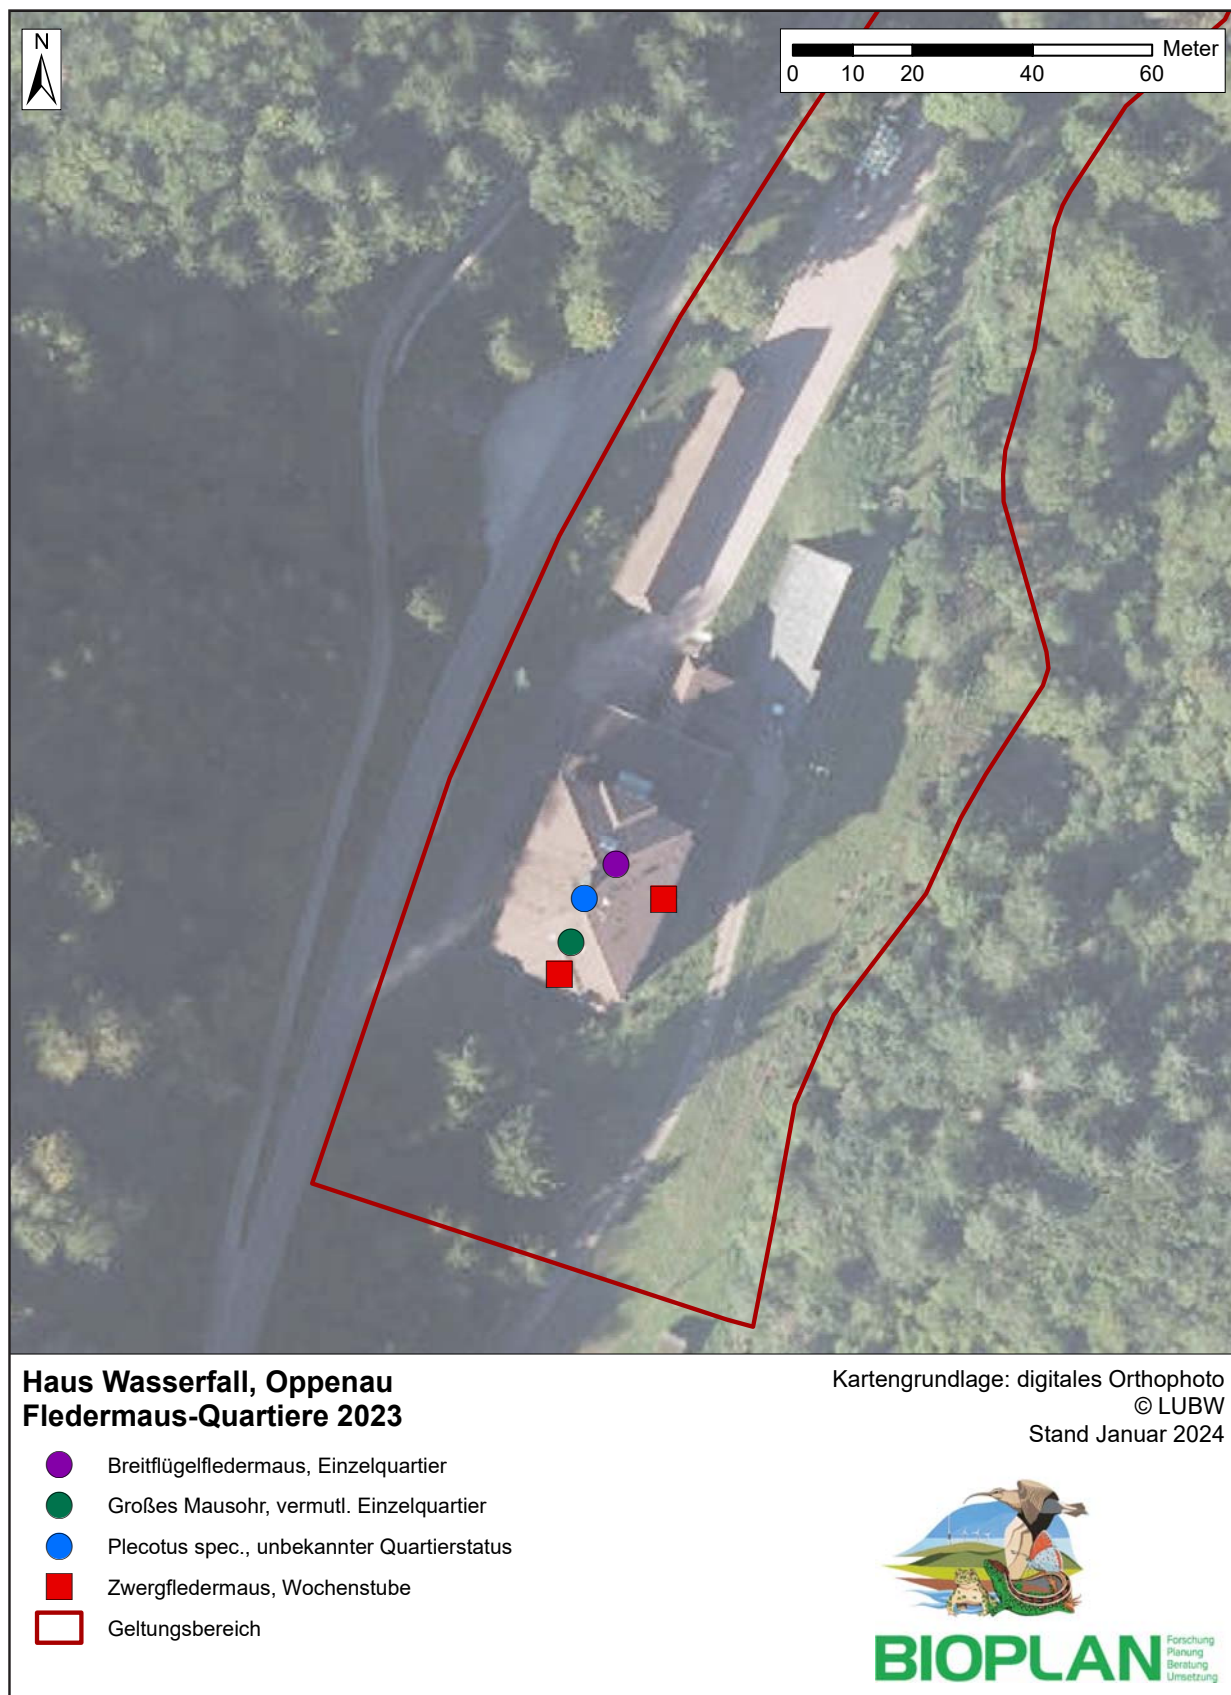 N
Meter
0 10 20 40 60
Haus Wasserfall, Oppenau
Fledermaus-Quartiere 2023
Breitflügelfledermaus, Einzelquartier
Großes Mausohr, vermutl. Einzelquartier
Plecotus spec., unbekannter Quartierstatus
Zwergfledermaus, Wochenstube
Geltungsbereich
Kartengrundlage: digitales Orthophoto
© LUBW
Stand Januar 2024
BIOPLAN
Forschung
Planung
Beratung
Umsetzung